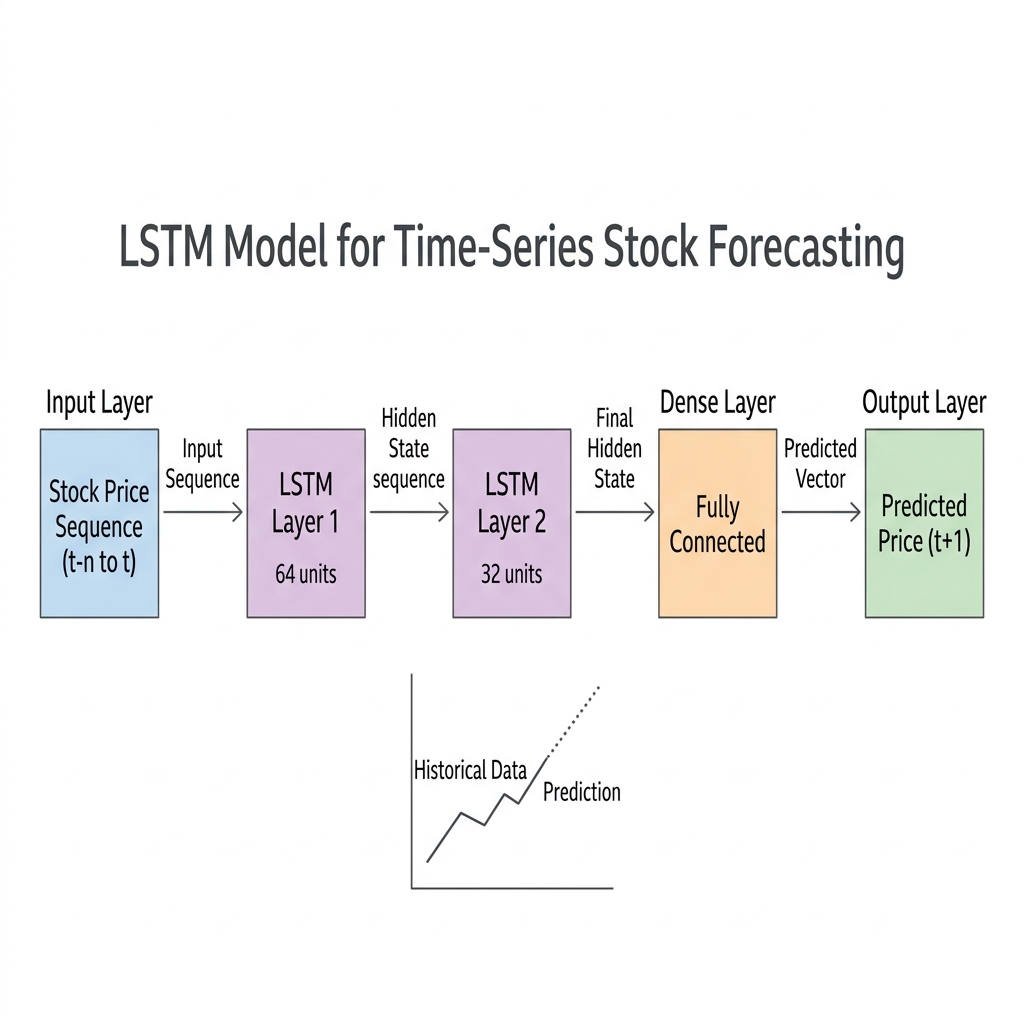 LSTM Model for Time-Series Stock Forecasting
Input Layer
Stock Price
Sequence
(t-n to t)
Input
Sequence
LSTM
Layer 1
64 units
Hidden
State
sequence
LSTM
Layer 2
32 units
Final
Hidden
State
Dense Layer
Fully
Connected
Predicted
Vector
Output Layer
Predicted
Price (t+1)
Historical Data
Prediction